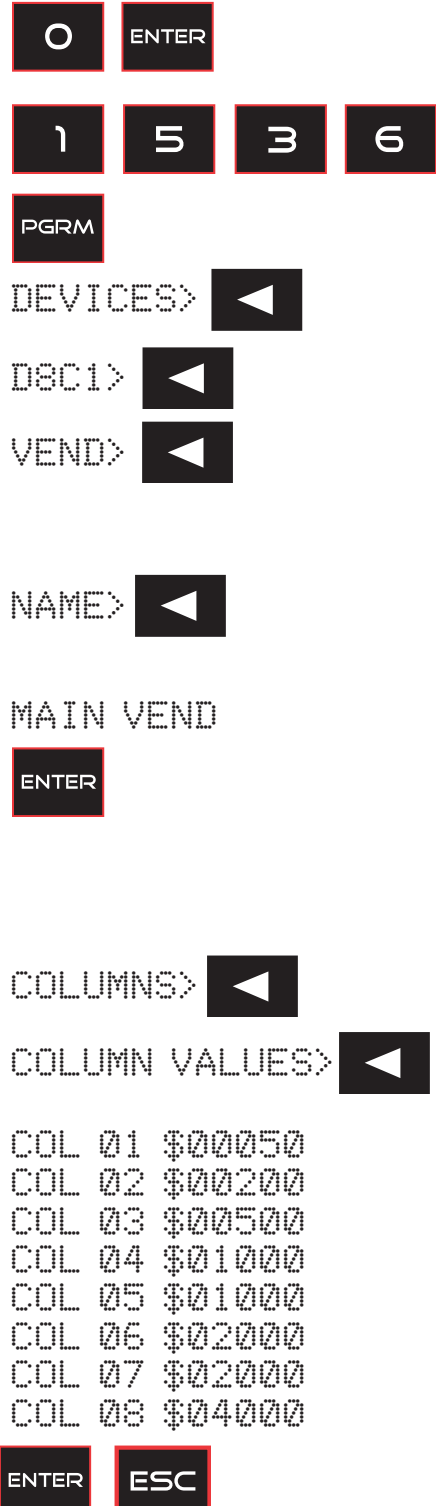 0 ENTER
1 5 3 6
PGRM
DEVICES>
D8C1>
VEND>
NAME>
MAIN VEND
ENTER
COLUMNS>
COLUMN VALUES>
COL 01 $00050
COL 02 $00200
COL 03 $00500
COL 04 $01000
COL 05 $01000
COL 06 $02000
COL 07 $02000
COL 08 $04000
ENTER ESC